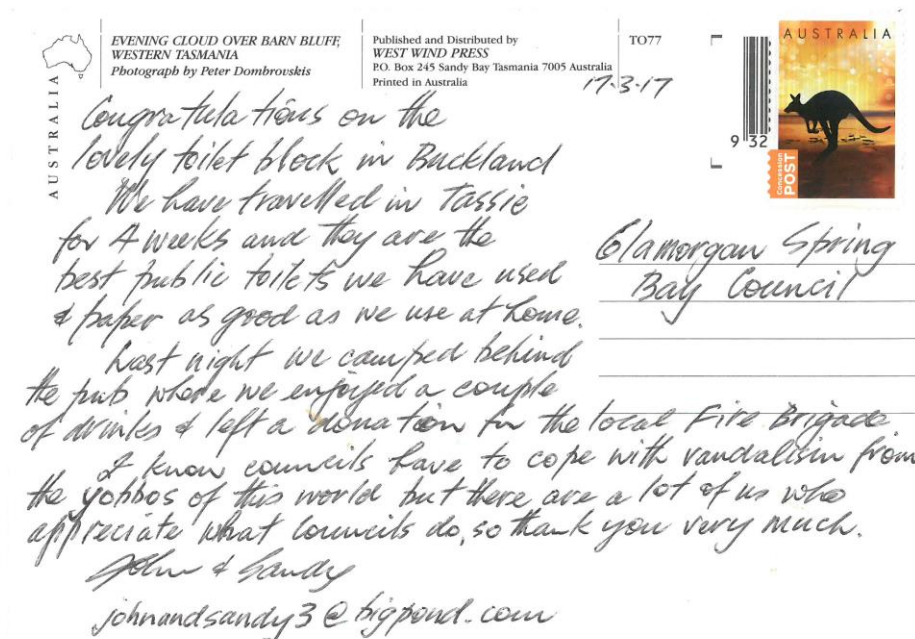 EVENING CLOUD OVER BARN BLUFF,
WESTERN TASMANIA
Photograph by Peter Dombrovskis
Published and Distributed by
WEST WIND PRESS
P.O. Box 245 Sandy Bay Tasmania 7005 Australia
Printed in Australia
TO77
AUSTRALIA
17-3-17
AUSTRALIA
9 32
Concession
POST
Congratulations on the
lovely toilet block in Buckland
We have travelled in Tassie
for 4 weeks and they are the
best public toilets we have used
& paper as good as we use at home.
Last night we camped behind
the pub where we enjoyed a couple
of drinks & left a donation for the local Fire Brigade
I know councils have to cope with vandalism from
the yobbos of this world but there are a lot of us who
appreciate what Councils do, so thank you very much.
John & Sandy
johnandsandy3@bigpond.com
Glamorgan Spring
Bay Council